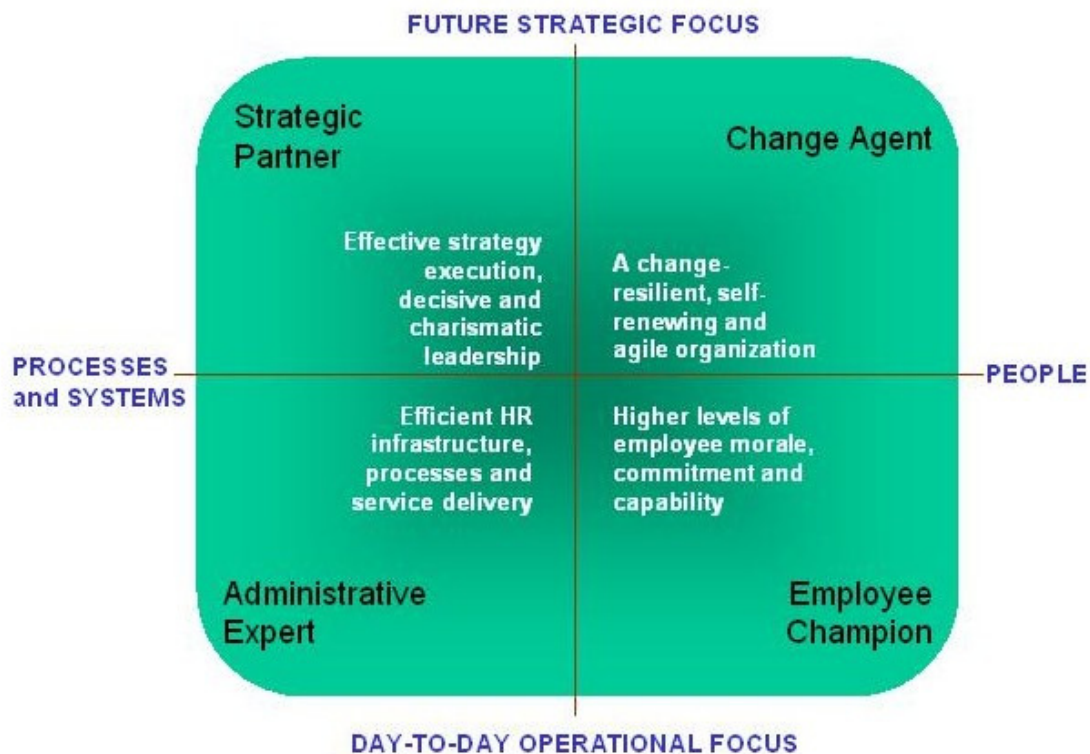 FUTURE STRATEGIC FOCUS
Strategic
Partner
Change Agent
Effective strategy
execution,
decisive and
charismatic
leadership
A change-
resilient, self-
renewing and
agile organization
PROCESSES
and SYSTEMS
PEOPLE
Efficient HR
infrastructure,
processes and
service delivery
Higher levels of
employee morale,
commitment and
capability
Administrative
Expert
Employee
Champion
DAY-TO-DAY OPERATIONAL FOCUS